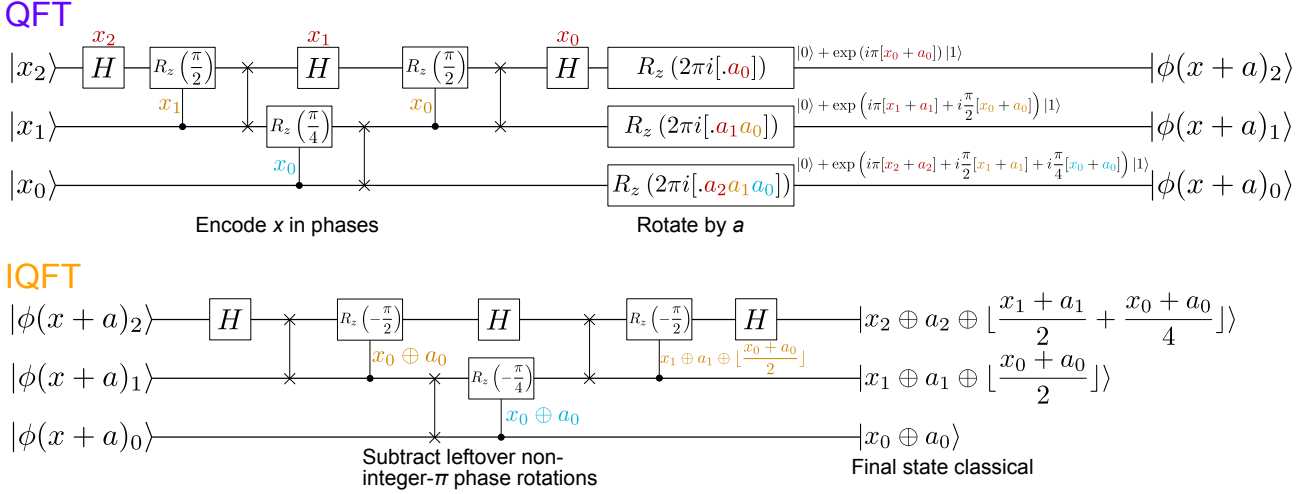 QFT
x₂ x₁ x₀
|x₂⟩ H R_z(π/2) H R_z(π/2) H R_z(2πi[.a₀]) |0⟩ + exp(iπ[x₀ + a₀])|1⟩ |ϕ(x + a)₂⟩
x₁ x₀
|x₁⟩ R_z(π/4) R_z(2πi[.a₁a₀]) |0⟩ + exp(iπ[x₁ + a₁] + i π/2 [x₀ + a₀])|1⟩ |ϕ(x + a)₁⟩
x₀
|x₀⟩ R_z(2πi[.a₂a₁a₀]) |0⟩ + exp(iπ[x₂ + a₂] + i π/2 [x₁ + a₁] + i π/4 [x₀ + a₀])|1⟩ |ϕ(x + a)₀⟩
Encode x in phases Rotate by a
IQFT
|ϕ(x + a)₂⟩ H R_z(−π/2) H R_z(−π/2) H |x₂ ⊕ a₂ ⊕ ⌊(x₁ + a₁)/2 + (x₀ + a₀)/4⌋⟩
x₀ ⊕ a₀ x₁ ⊕ a₁ ⊕ ⌊(x₀ + a₀)/2⌋
|ϕ(x + a)₁⟩ R_z(−π/4) |x₁ ⊕ a₁ ⊕ ⌊(x₀ + a₀)/2⌋⟩
x₀ ⊕ a₀
|ϕ(x + a)₀⟩ |x₀ ⊕ a₀⟩
Subtract leftover non-
integer-π phase rotations
Final state classical